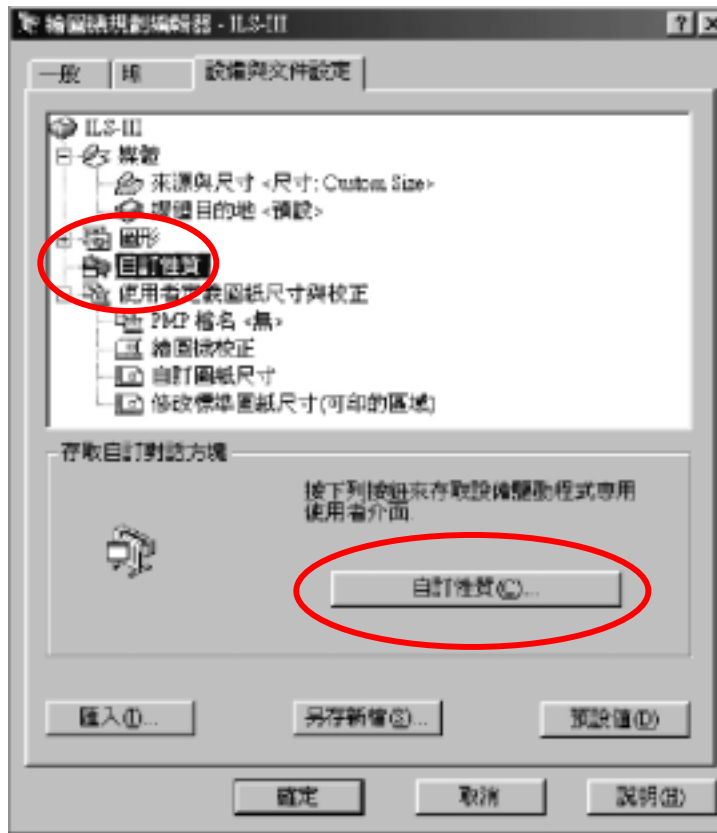 繪圖機規劃編輯器 - ILS-III
一般 埠 設備與文件設定
ILS-III
媒體
來源與尺寸 <尺寸: Custom Size>
媒體目的地 <預設>
圖形
自訂性質
使用者定義圖紙尺寸與校正
PMP 檔名 <無>
繪圖機校正
自訂圖紙尺寸
修改標準圖紙尺寸(可印的區域)
存取自訂對話方塊
按下列按鈕來存取設備驅動程式專用
使用者介面.
自訂性質(C)...
匯入(I)... 另存新檔(S)... 預設值(D)
確定 取消 說明(H)